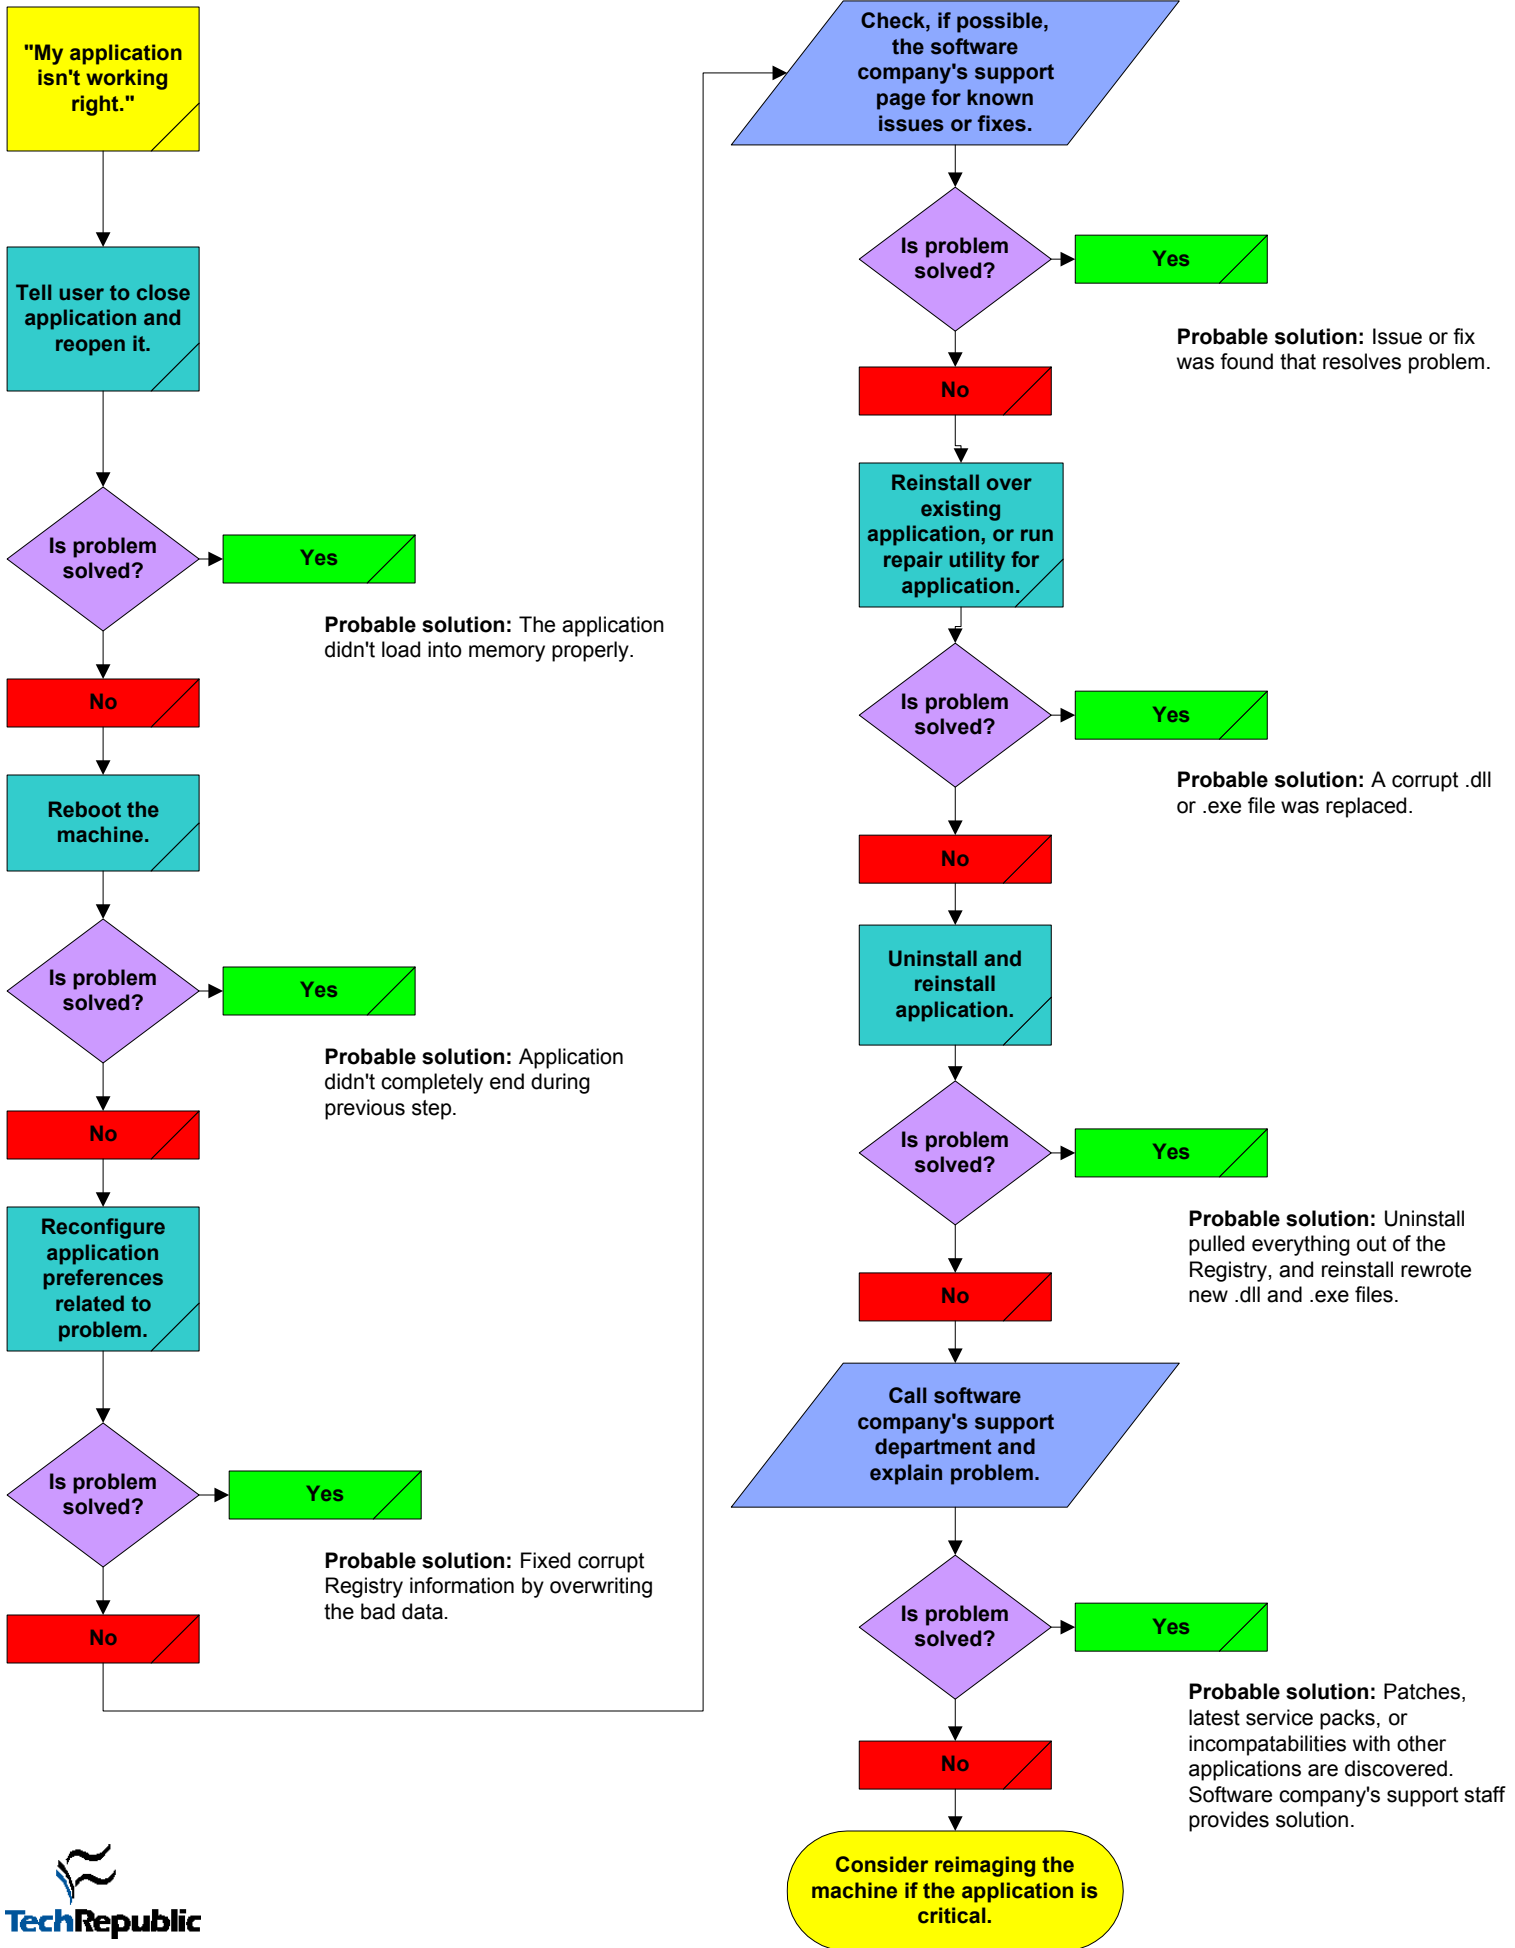 "My application
isn't working
right."
Tell user to close
application and
reopen it.
Is problem
solved?
Yes
Probable solution: The application
didn't load into memory properly.
No
Reboot the
machine.
Is problem
solved?
Yes
Probable solution: Application
didn't completely end during
previous step.
No
Reconfigure
application
preferences
related to
problem.
Is problem
solved?
Yes
Probable solution: Fixed corrupt
Registry information by overwriting
the bad data.
No
Check, if possible,
the software
company's support
page for known
issues or fixes.
Is problem
solved?
Yes
Probable solution: Issue or fix
was found that resolves problem.
No
Reinstall over
existing
application, or run
repair utility for
application.
Is problem
solved?
Yes
Probable solution: A corrupt .dll
or .exe file was replaced.
No
Uninstall and
reinstall
application.
Is problem
solved?
Yes
Probable solution: Uninstall
pulled everything out of the
Registry, and reinstall rewrote
new .dll and .exe files.
No
Call software
company's support
department and
explain problem.
Is problem
solved?
Yes
Probable solution: Patches,
latest service packs, or
incompatabilities with other
applications are discovered.
Software company's support staff
provides solution.
No
Consider reimaging the
machine if the application is
critical.
TechRepublic